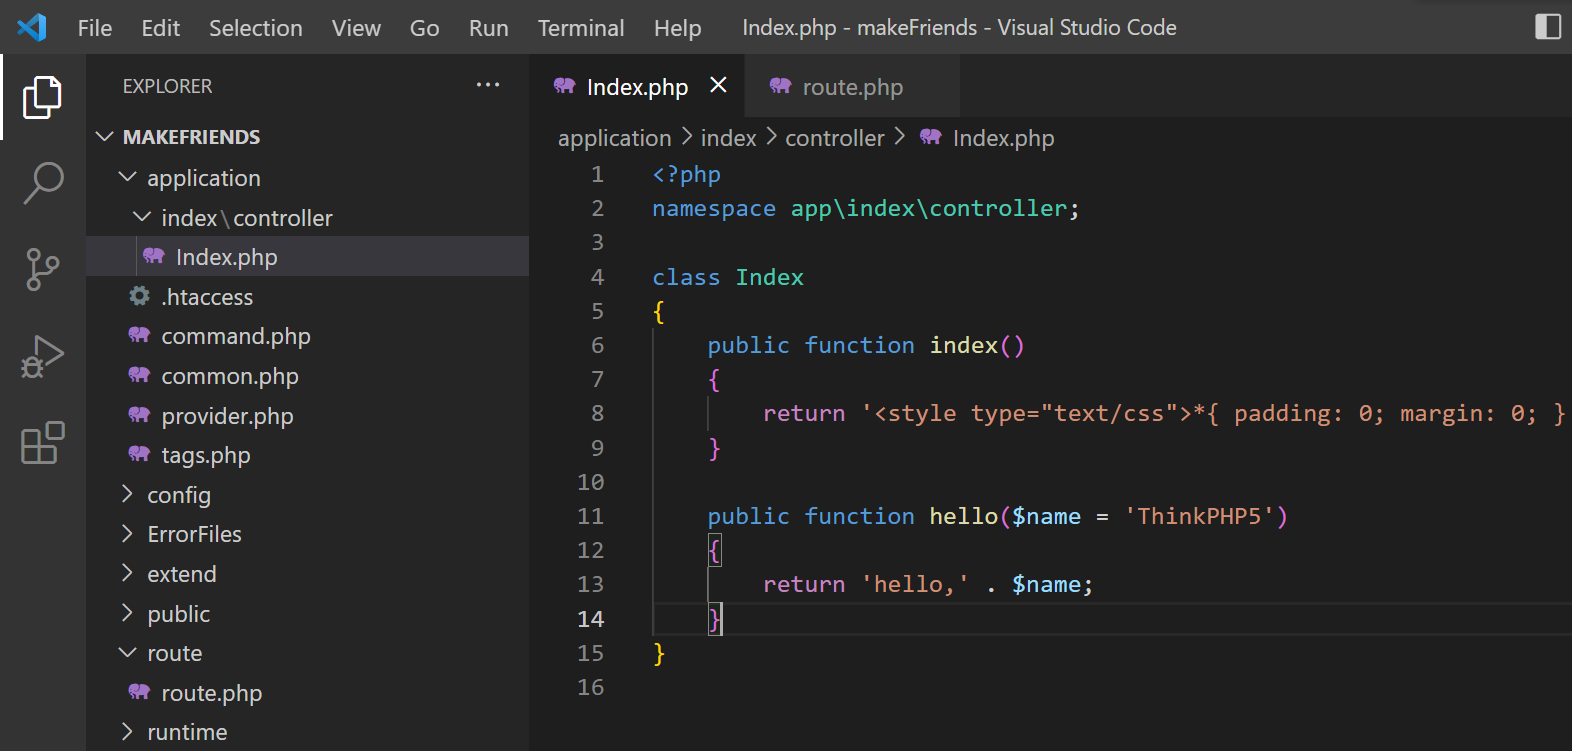 File Edit Selection View Go Run Terminal Help Index.php - makeFriends - Visual Studio Code
EXPLORER ···
MAKEFRIENDS
application
index\controller
Index.php
.htaccess
command.php
common.php
provider.php
tags.php
config
ErrorFiles
extend
public
route
route.php
runtime
Index.php route.php
application > index > controller > Index.php
1 <?php
2 namespace app\index\controller;
3
4 class Index
5 {
6     public function index()
7     {
8         return '<style type="text/css">*{ padding: 0; margin: 0; }
9     }
10
11     public function hello($name = 'ThinkPHP5')
12     {
13         return 'hello,' . $name;
14     }
15 }
16